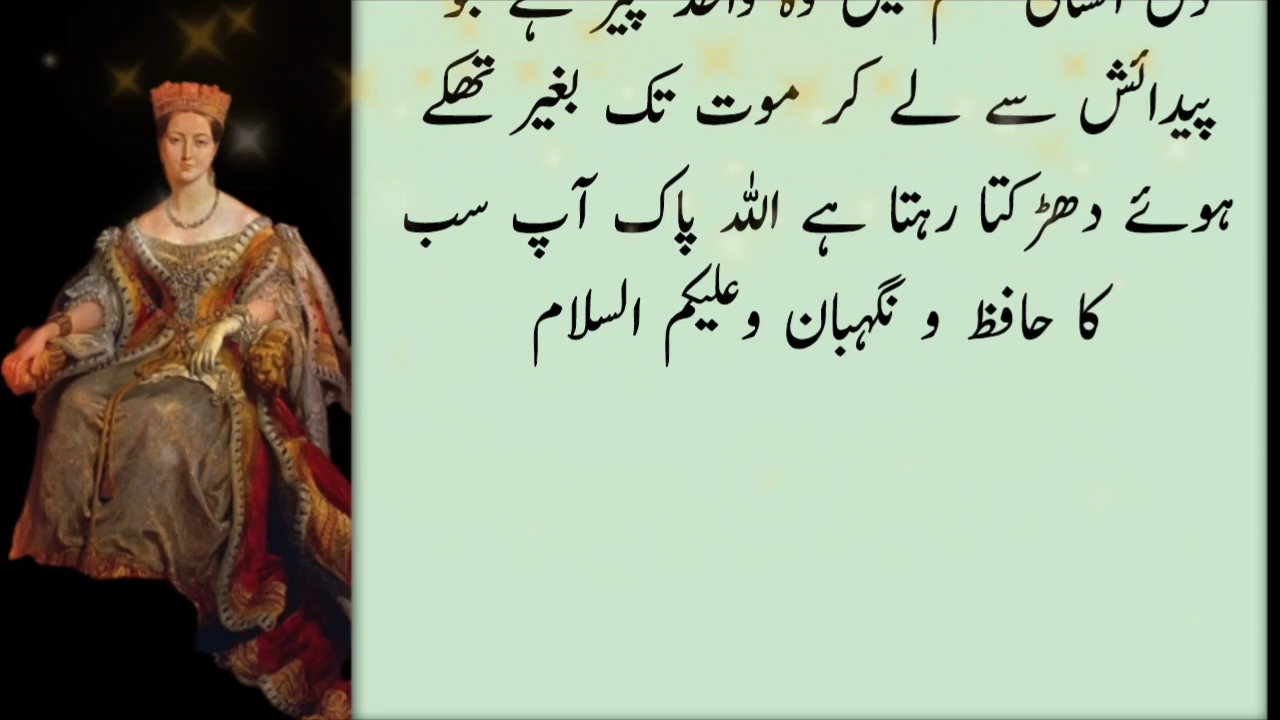 پیدائش سے لے کر موت تک بغیر تھکے
ہوئے دھڑکتا رہتا ہے اللہ پاک آپ سب
کا حافظ و نگہبان وعلیکم السلام